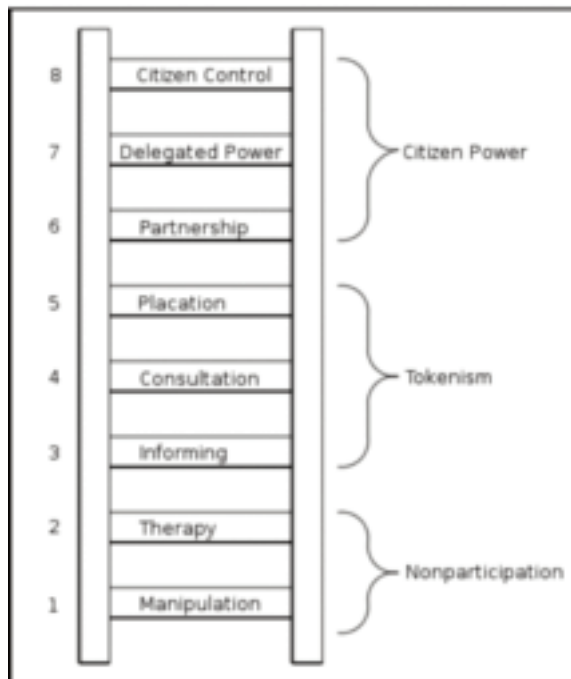 8 Citizen Control
7 Delegated Power
Citizen Power
6 Partnership
5 Placation
4 Consultation
Tokenism
3 Informing
2 Therapy
Nonparticipation
1 Manipulation